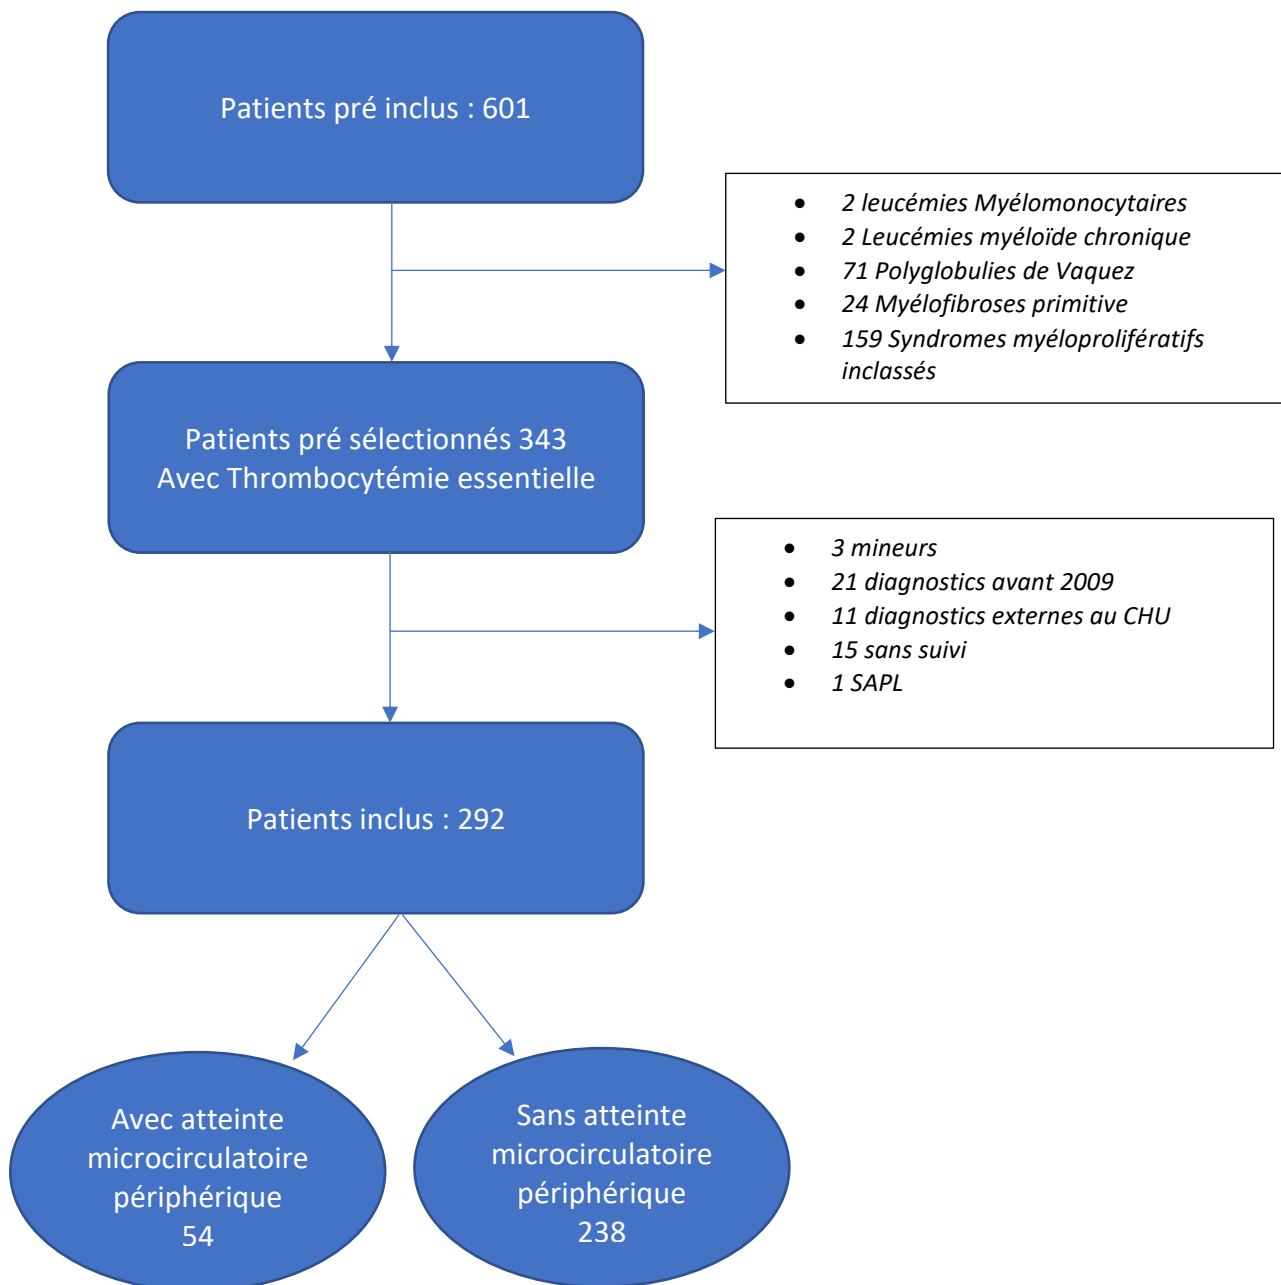 Patients pré inclus : 601
• 2 leucémies Myélomonocytaires
• 2 Leucémies myéloïde chronique
• 71 Polyglobulies de Vaquez
• 24 Myélofibroses primitive
• 159 Syndromes myéloprolifératifs
inclassés
Patients pré sélectionnés 343
Avec Thrombocytémie essentielle
• 3 mineurs
• 21 diagnostics avant 2009
• 11 diagnostics externes au CHU
• 15 sans suivi
• 1 SAPL
Patients inclus : 292
Avec atteinte
microcirculatoire
périphérique
54
Sans atteinte
microcirculatoire
périphérique
238